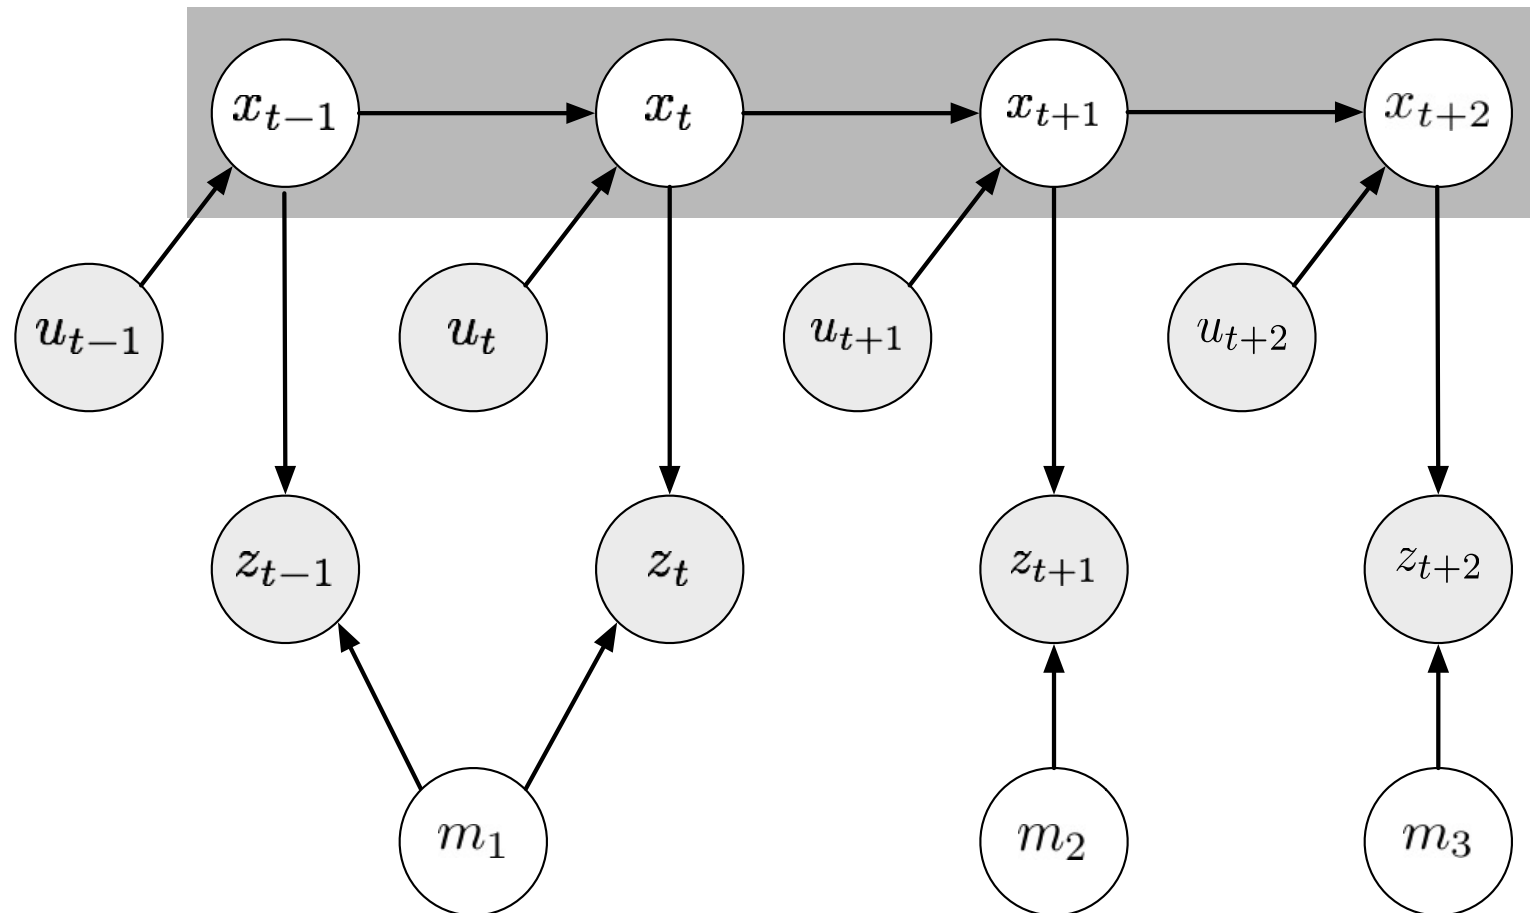 x_{t-1} x_t x_{t+1} x_{t+2}
u_{t-1} u_t u_{t+1} u_{t+2}
z_{t-1} z_t z_{t+1} z_{t+2}
m_1 m_2 m_3